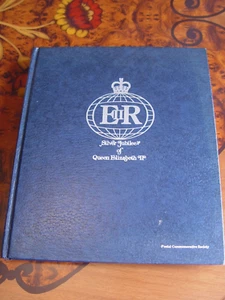 EIIR
Silver Jubilee
of
Queen Elizabeth II
Postal Commemorative Society